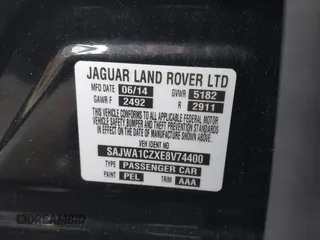 JAGUAR LAND ROVER LTD
MFD DATE 06/14 GVWR 5182
GAWR F 2492 R 2911
THIS VEHICLE CONFORMS TO ALL APPLICABLE FEDERAL MOTOR
VEHICLE SAFETY BUMPER AND THEFT PREVENTION STANDARDS
IN EFFECT ON THE DATE OF MANUFACTURE SHOWN ABOVE
VEHICLE IDENT NO
SAJWA1CZXE8V74400
TYPE PASSENGER CAR
PAINT PEL TRIM AAA
DREAMBID